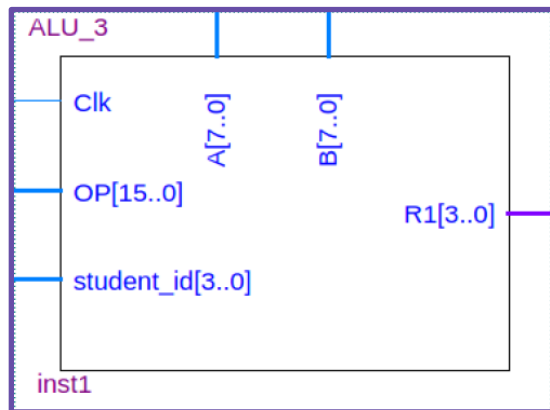 ALU_3
Clk
A[7..0]
B[7..0]
OP[15..0]
R1[3..0]
student_id[3..0]
inst1